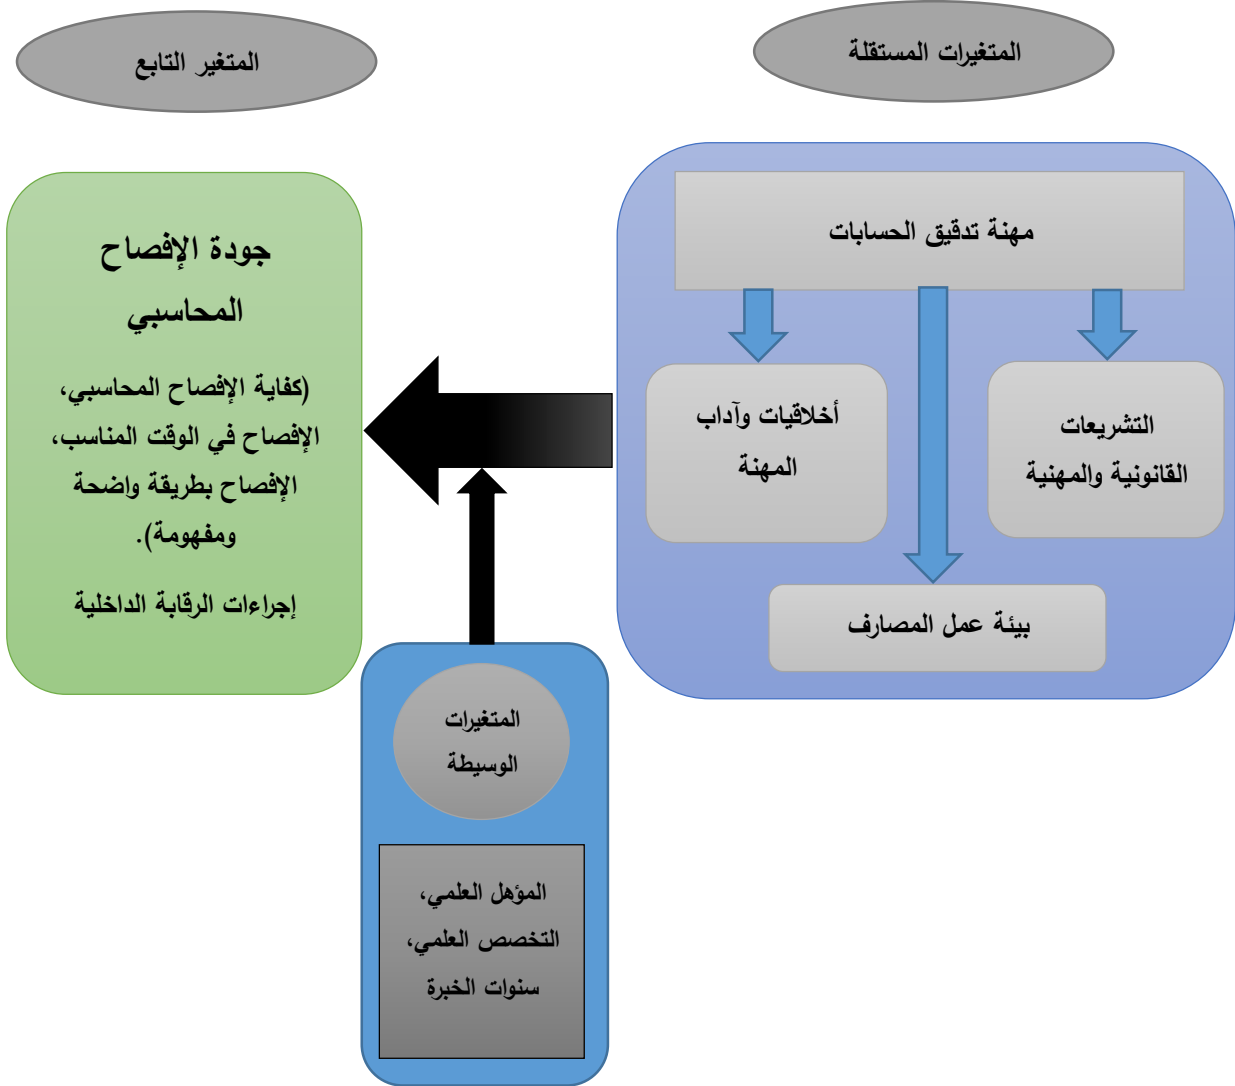 المتغيرات المستقلة
المتغير التابع
مهنة تدقيق الحسابات
التشريعات
القانونية والمهنية
أخلاقيات وآداب
المهنة
بيئة عمل المصارف
جودة الإفصاح
المحاسبي
(كفاية الإفصاح المحاسبي،
الإفصاح في الوقت المناسب،
الإفصاح بطريقة واضحة
ومفهومة).
إجراءات الرقابة الداخلية
المتغيرات
الوسيطة
المؤهل العلمي،
التخصص العلمي،
سنوات الخبرة